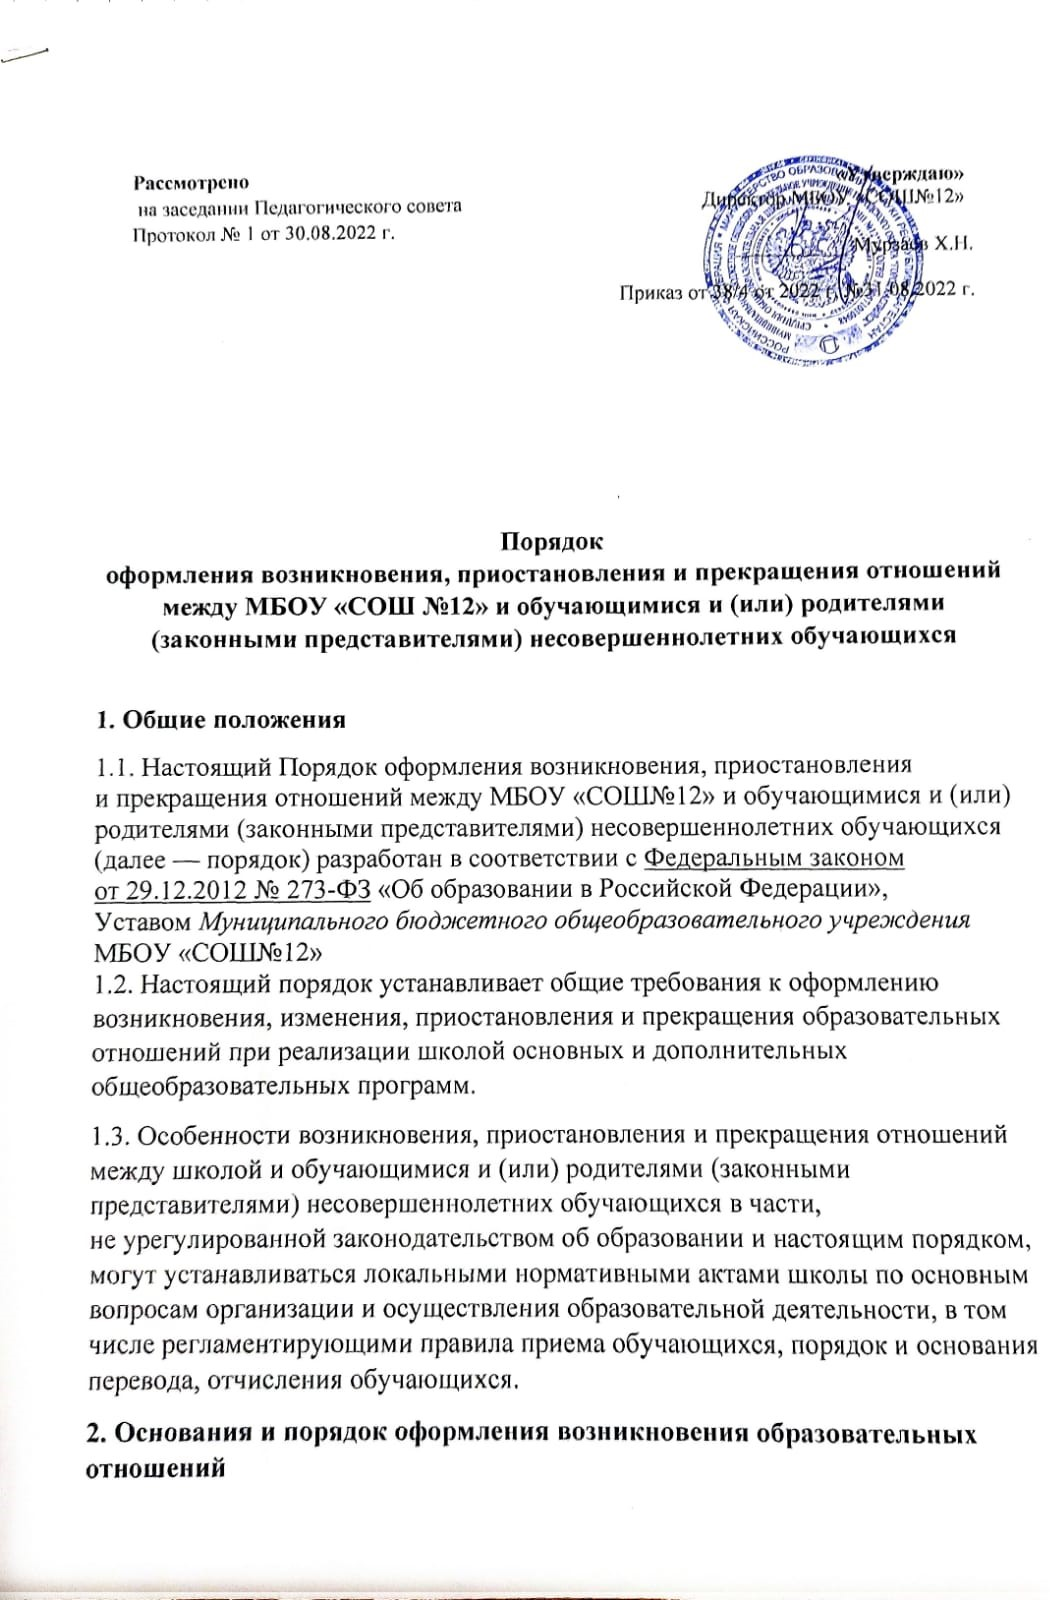 Рассмотрено
на заседании Педагогического совета
Протокол № 1 от 30.08.2022 г.
«Утверждаю»
Директор МБОУ «СОШ№12»
Мурзаев Х.Н.
Приказ от 38/4 от 2022 г. №31.08.2022 г.
Порядок
оформления возникновения, приостановления и прекращения отношений
между МБОУ «СОШ №12» и обучающимися и (или) родителями
(законными представителями) несовершеннолетних обучающихся
1. Общие положения
1.1. Настоящий Порядок оформления возникновения, приостановления
и прекращения отношений между МБОУ «СОШ№12» и обучающимися и (или)
родителями (законными представителями) несовершеннолетних обучающихся
(далее — порядок) разработан в соответствии с Федеральным законом
от 29.12.2012 № 273-ФЗ «Об образовании в Российской Федерации»,
Уставом Муниципального бюджетного общеобразовательного учреждения
МБОУ «СОШ№12»
1.2. Настоящий порядок устанавливает общие требования к оформлению
возникновения, изменения, приостановления и прекращения образовательных
отношений при реализации школой основных и дополнительных
общеобразовательных программ.
1.3. Особенности возникновения, приостановления и прекращения отношений
между школой и обучающимися и (или) родителями (законными
представителями) несовершеннолетних обучающихся в части,
не урегулированной законодательством об образовании и настоящим порядком,
могут устанавливаться локальными нормативными актами школы по основным
вопросам организации и осуществления образовательной деятельности, в том
числе регламентирующими правила приема обучающихся, порядок и основания
перевода, отчисления обучающихся.
2. Основания и порядок оформления возникновения образовательных
отношений